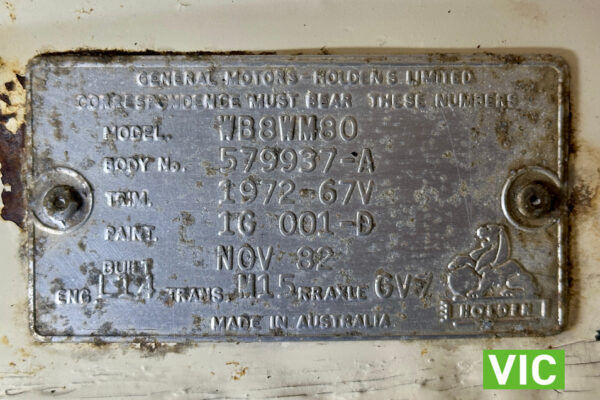 GENERAL MOTORS-HOLDEN'S LIMITED
CORRESPONDENCE MUST BEAR THESE NUMBERS
MODEL. WB8WM80
BODY No. 579937-A
TRIM. 1972-67V
PAINT. 1G 001-D
BUILT NOV 82
ENG L14 TRANS. M15 RR.AXLE GV7
HOLDEN
MADE IN AUSTRALIA
VIC